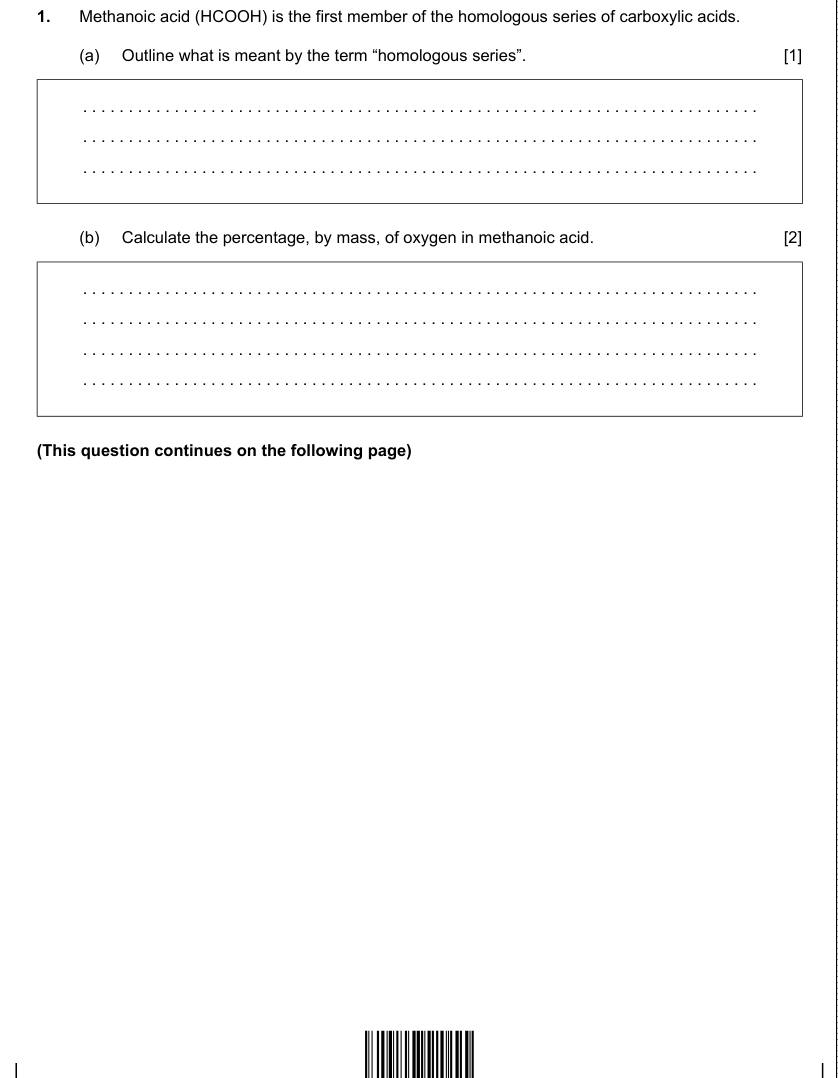 1. Methanoic acid (HCOOH) is the first member of the homologous series of carboxylic acids.
(a) Outline what is meant by the term “homologous series”. [1]
(b) Calculate the percentage, by mass, of oxygen in methanoic acid. [2]
(This question continues on the following page)